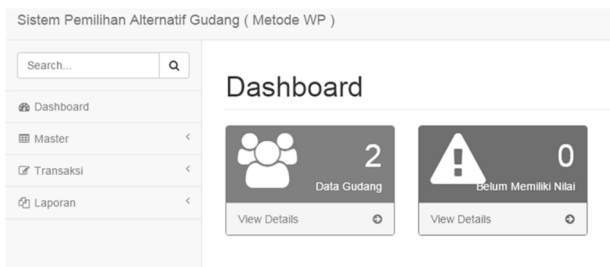 Sistem Pemilihan Alternatif Gudang ( Metode WP )
Search...
Dashboard
Master
Transaksi
Laporan
Dashboard
2
Data Gudang
View Details
0
Belum Memiliki Nilai
View Details